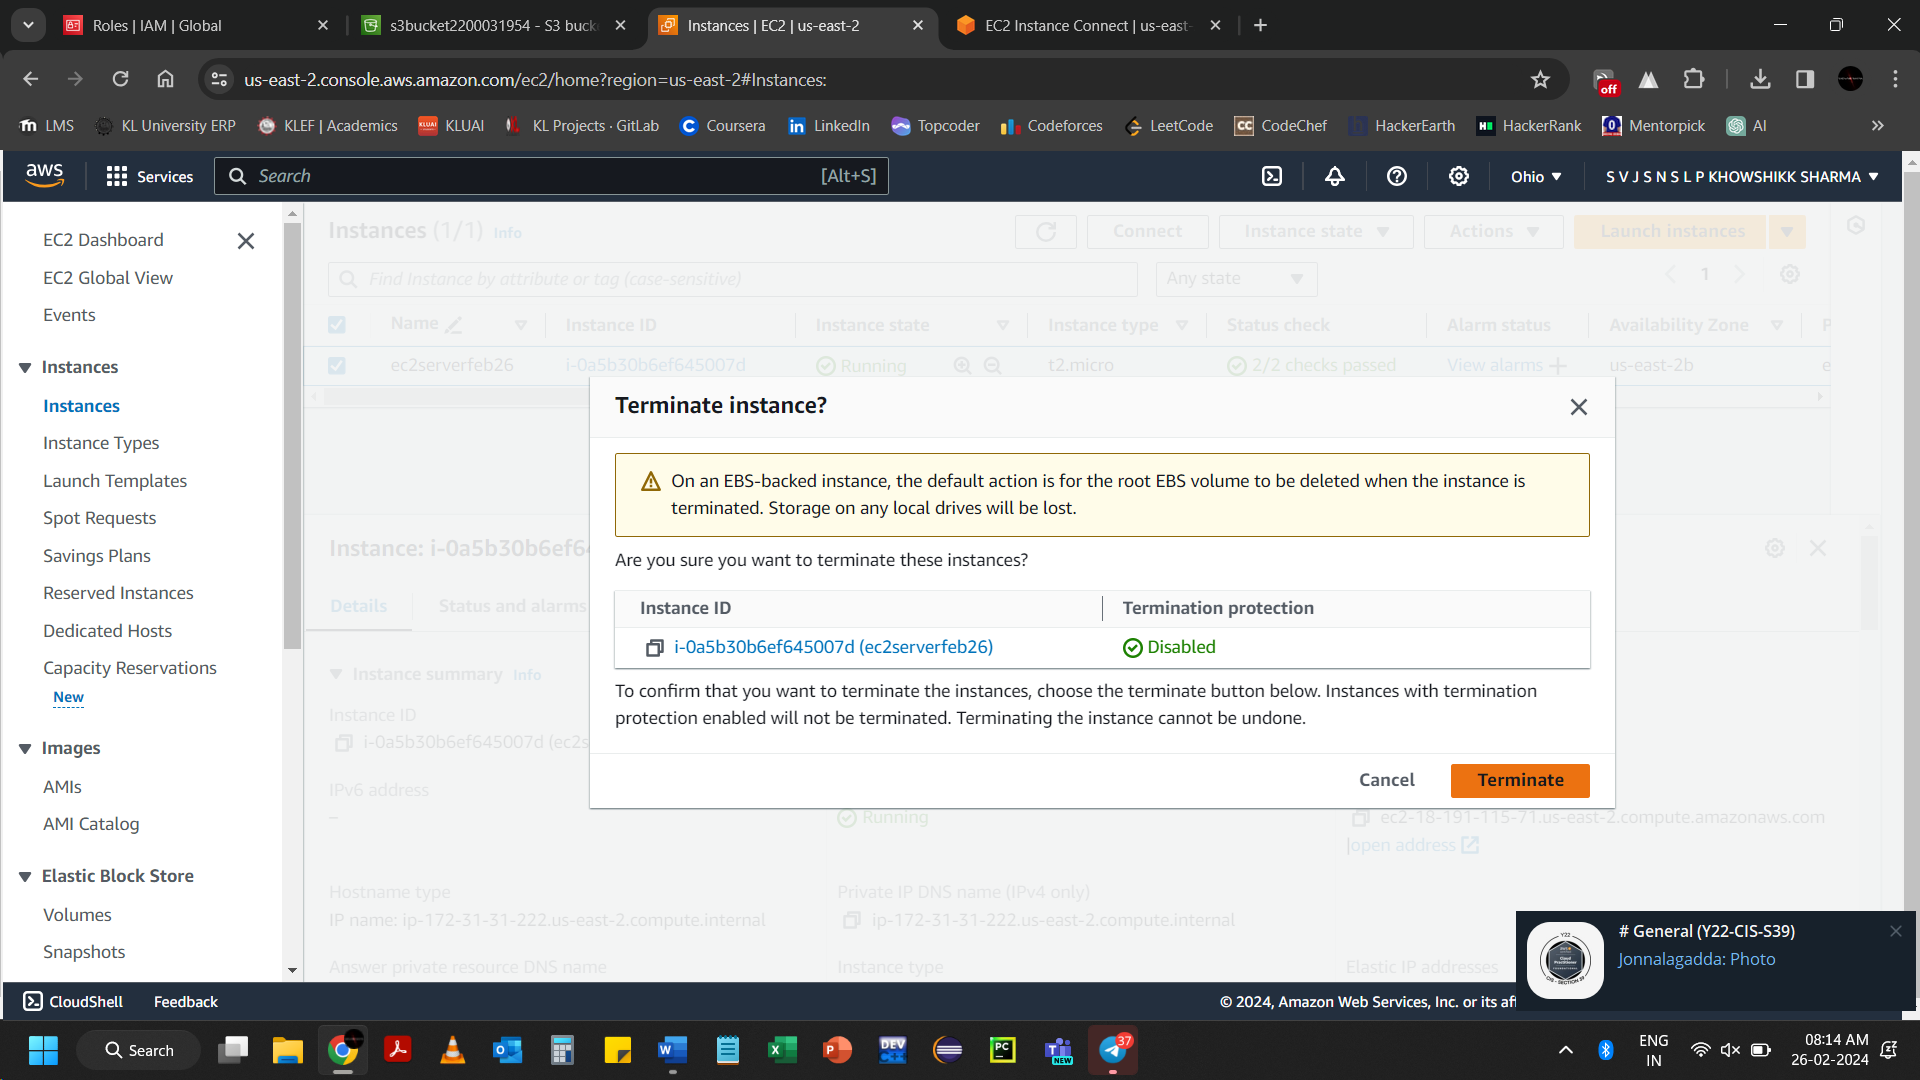 Roles | IAM | Global
s3bucket2200031954 - S3 buck
Instances | EC2 | us-east-2
EC2 Instance Connect | us-east-
us-east-2.console.aws.amazon.com/ec2/home?region=us-east-2#Instances:
off
LMS
KL University ERP
KLEF | Academics
KLUAI
KL Projects · GitLab
Coursera
LinkedIn
Topcoder
Codeforces
LeetCode
CodeChef
HackerEarth
HackerRank
Mentorpick
AI
aws
Services
Search
[Alt+S]
Ohio
S V J S N S L P KHOWSHIKK SHARMA
EC2 Dashboard
EC2 Global View
Events
Instances
Instances
Instance Types
Launch Templates
Spot Requests
Savings Plans
Reserved Instances
Dedicated Hosts
Capacity Reservations
New
Images
AMIs
AMI Catalog
Elastic Block Store
Volumes
Snapshots
Instances (1/1) Info
Connect
Instance state
Actions
Launch instances
Find Instance by attribute or tag (case-sensitive)
Any state
1
Name
Instance ID
Instance state
Instance type
Status check
Alarm status
Availability Zone
P
ec2serverfeb26
i-0a5b30b6ef645007d
Running
t2.micro
2/2 checks passed
View alarms
us-east-2b
e
Terminate instance?
On an EBS-backed instance, the default action is for the root EBS volume to be deleted when the instance is
terminated. Storage on any local drives will be lost.
Are you sure you want to terminate these instances?
Instance ID
Termination protection
i-0a5b30b6ef645007d (ec2serverfeb26)
Disabled
To confirm that you want to terminate the instances, choose the terminate button below. Instances with termination
protection enabled will not be terminated. Terminating the instance cannot be undone.
Cancel
Terminate
Instance: i-0a5b30b6ef6
Details
Status and alarms
Instance summary Info
Instance ID
i-0a5b30b6ef645007d (ec2s
IPv6 address
–
Running
ec2-18-191-115-71.us-east-2.compute.amazonaws.com
|open address
Hostname type
IP name: ip-172-31-31-222.us-east-2.compute.internal
Private IP DNS name (IPv4 only)
ip-172-31-31-222.us-east-2.compute.internal
Answer private resource DNS name
Instance type
Elastic IP addresses
# General (Y22-CIS-S39)
Jonnalagadda: Photo
CloudShell
Feedback
© 2024, Amazon Web Services, Inc. or its aff
Search
DEV
PC
NEW
37
ENG
IN
08:14 AM
26-02-2024